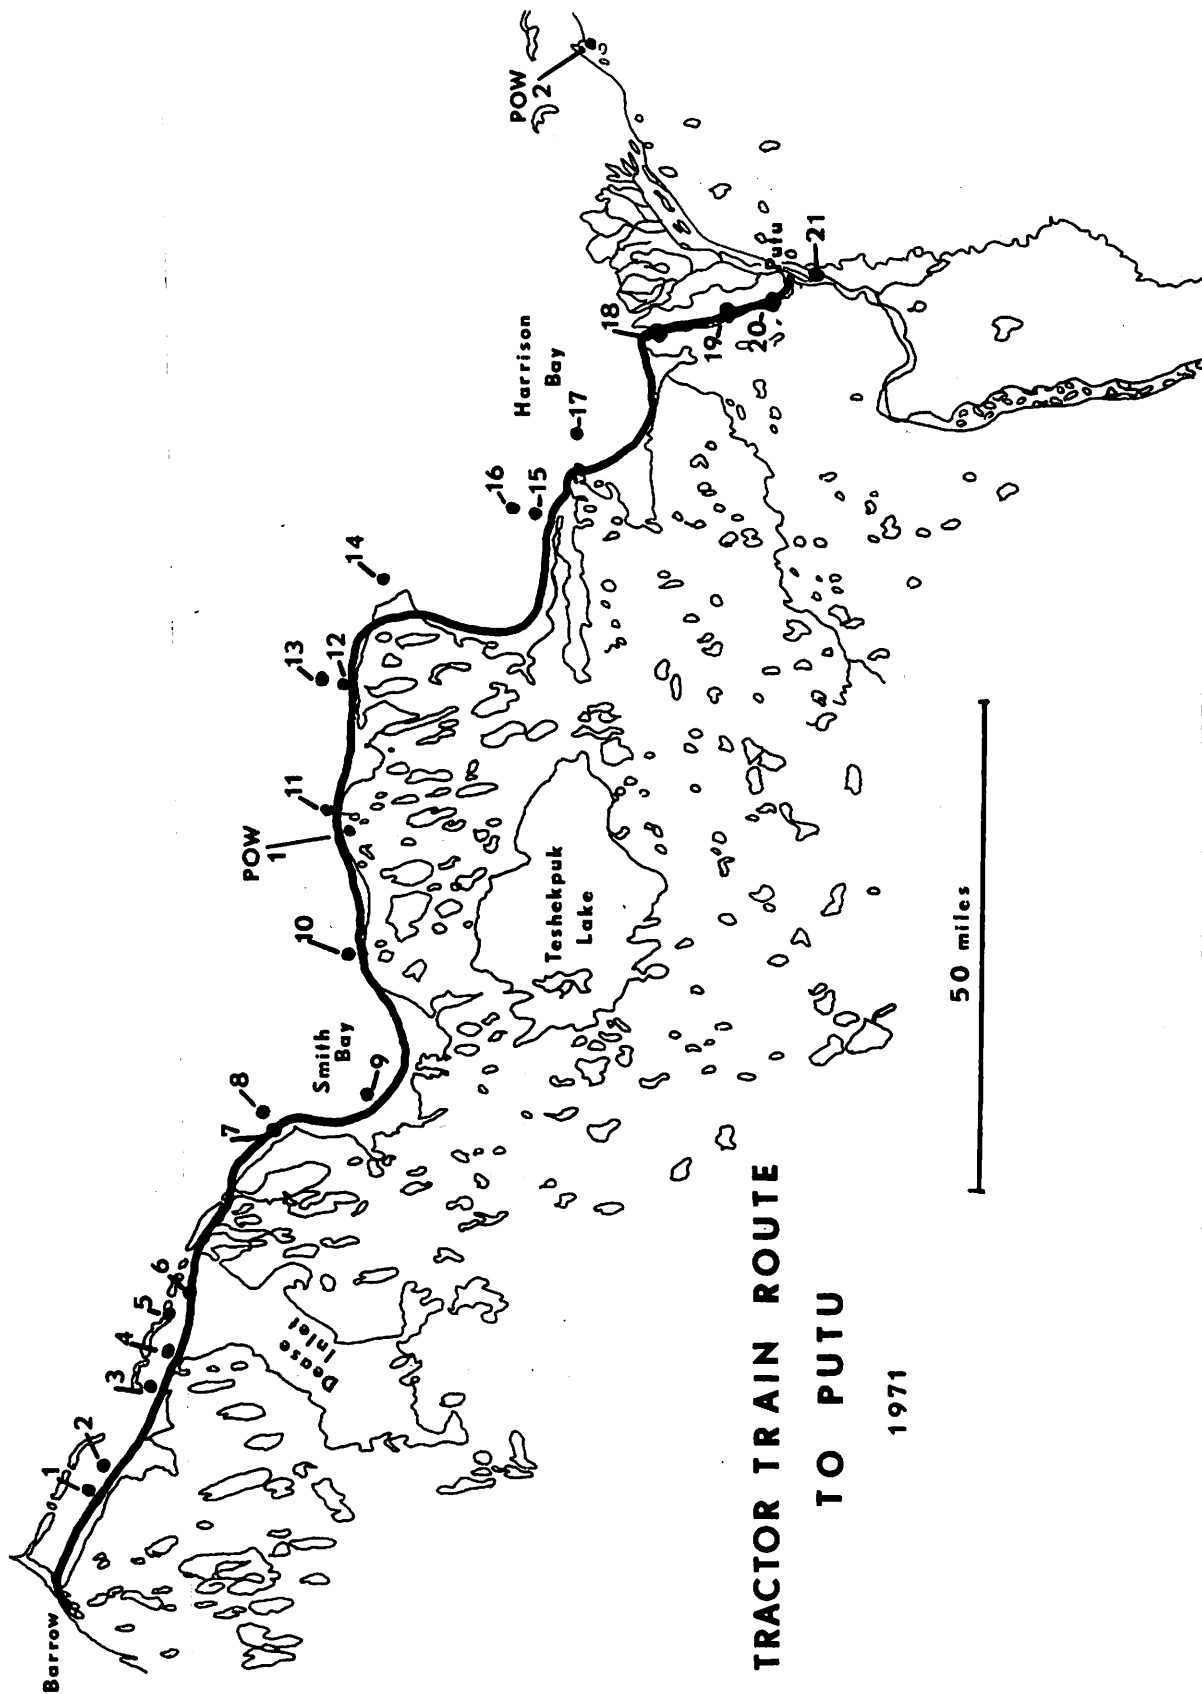 Barrow
1
2
3
4
5
6
Dease
Inlet
7
8
Smith
Bay
9
10
POW
1
11
12
13
14
Teshekpuk
Lake
15
16
17
Harrison
Bay
18
19
20
21
Putu
POW
2
50 miles
TRACTOR TRAIN ROUTE
TO PUTU
1971